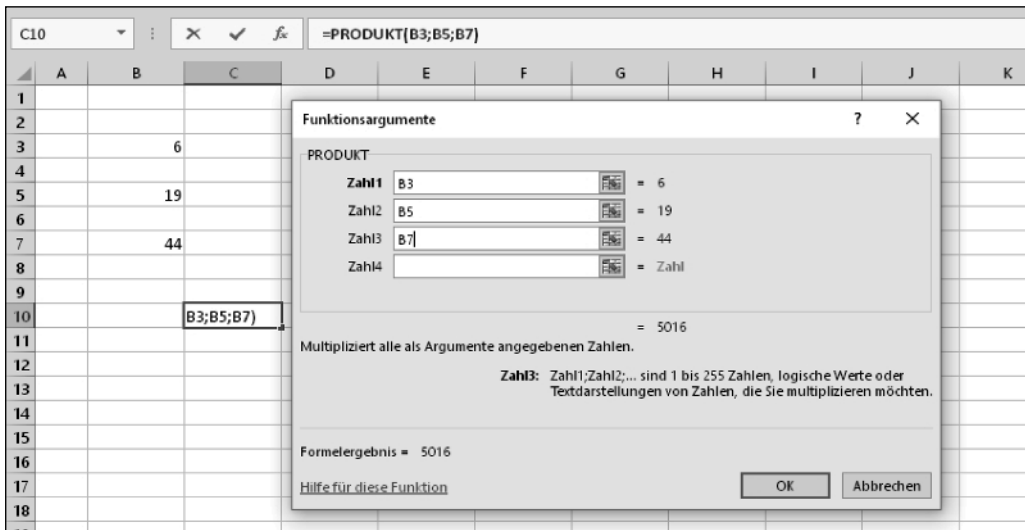 C10 fx =PRODUKT(B3;B5;B7)
A B C D E F G H I J K
1
2
3 6
4
5 19
6
7 44
8
9
10 B3;B5;B7)
11
12
13
14
15
16
17
18
Funktionsargumente ? ×
PRODUKT
Zahl1 B3 = 6
Zahl2 B5 = 19
Zahl3 B7 = 44
Zahl4 = Zahl
= 5016
Multipliziert alle als Argumente angegebenen Zahlen.
Zahl3: Zahl1;Zahl2;... sind 1 bis 255 Zahlen, logische Werte oder
Textdarstellungen von Zahlen, die Sie multiplizieren möchten.
Formelergebnis = 5016
Hilfe für diese Funktion OK Abbrechen